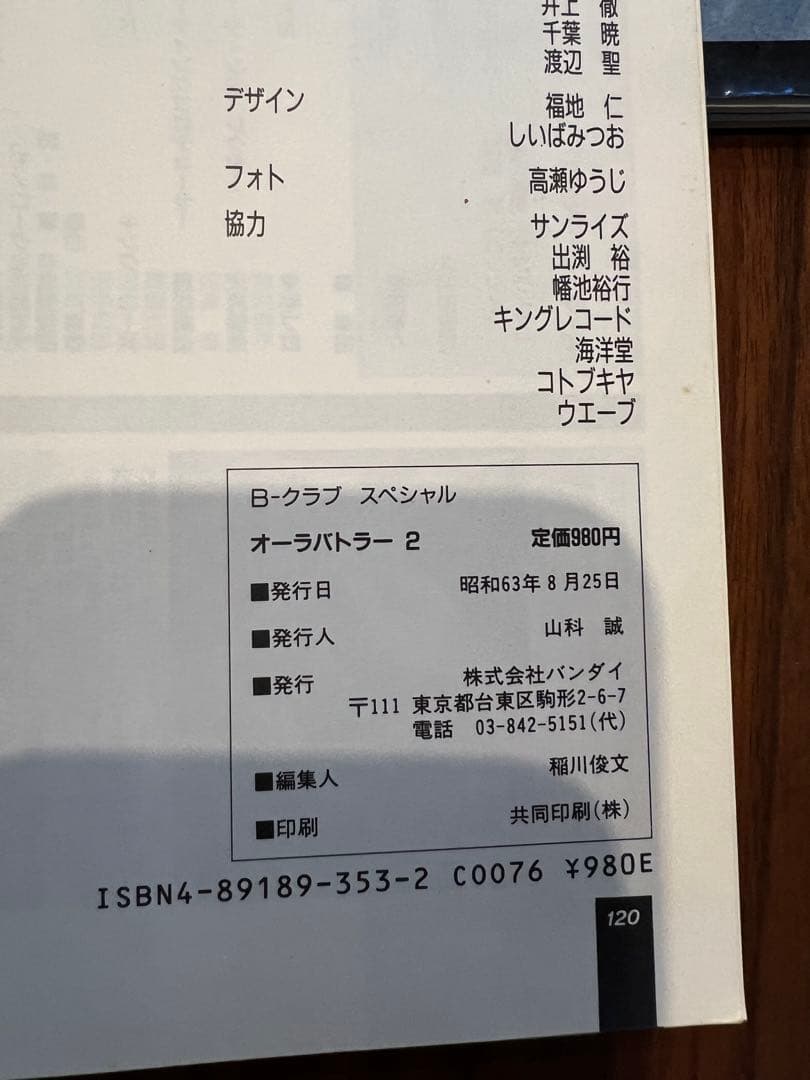 井上　徹
千葉　暁
渡辺　聖
デザイン　福地　仁
しいばみつお
フォト　高瀬ゆうじ
協力　サンライズ
出渕　裕
幡池裕行
キングレコード
海洋堂
コトブキヤ
ウエーブ
B-クラブ　スペシャル
オーラバトラー 2　定価980円
■発行日　昭和63年8月25日
■発行人　山科　誠
■発行　株式会社バンダイ
〒111 東京都台東区駒形2-6-7
電話　03-842-5151(代)
■編集人　稲川俊文
■印刷　共同印刷(株)
ISBN4-89189-353-2 C0076 ¥980E
120